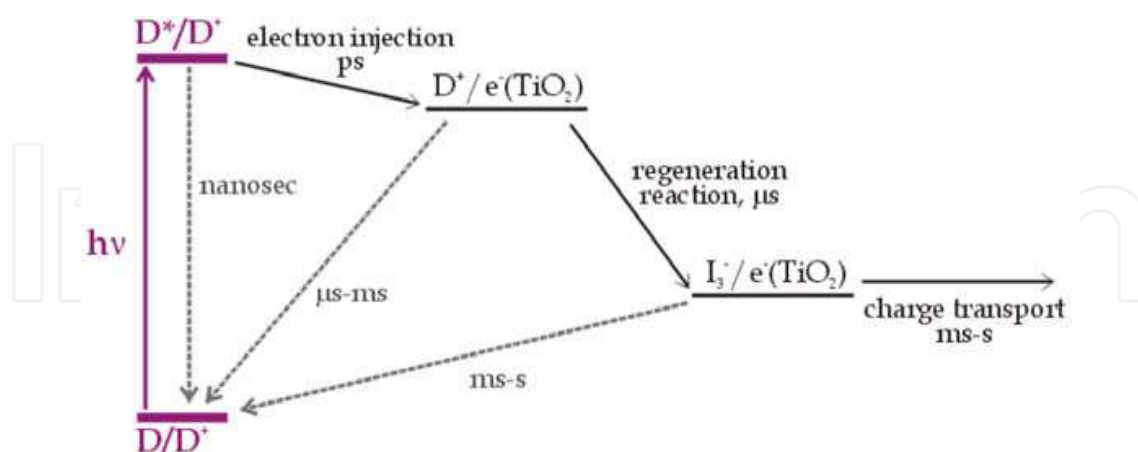 D*/D⁺
electron injection
ps
D⁺/ e⁻(TiO₂)
nanosec
regeneration
reaction, μs
hν
I₃⁻/ e⁻(TiO₂)
μs-ms
charge transport
ms-s
ms-s
D/D⁺